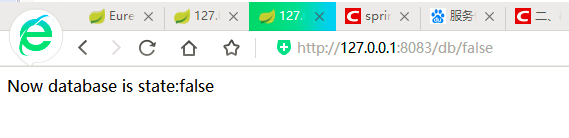 Eure
127.
127.
sprin
服务
二、
http://127.0.0.1:8083/db/false
Now database is state:false